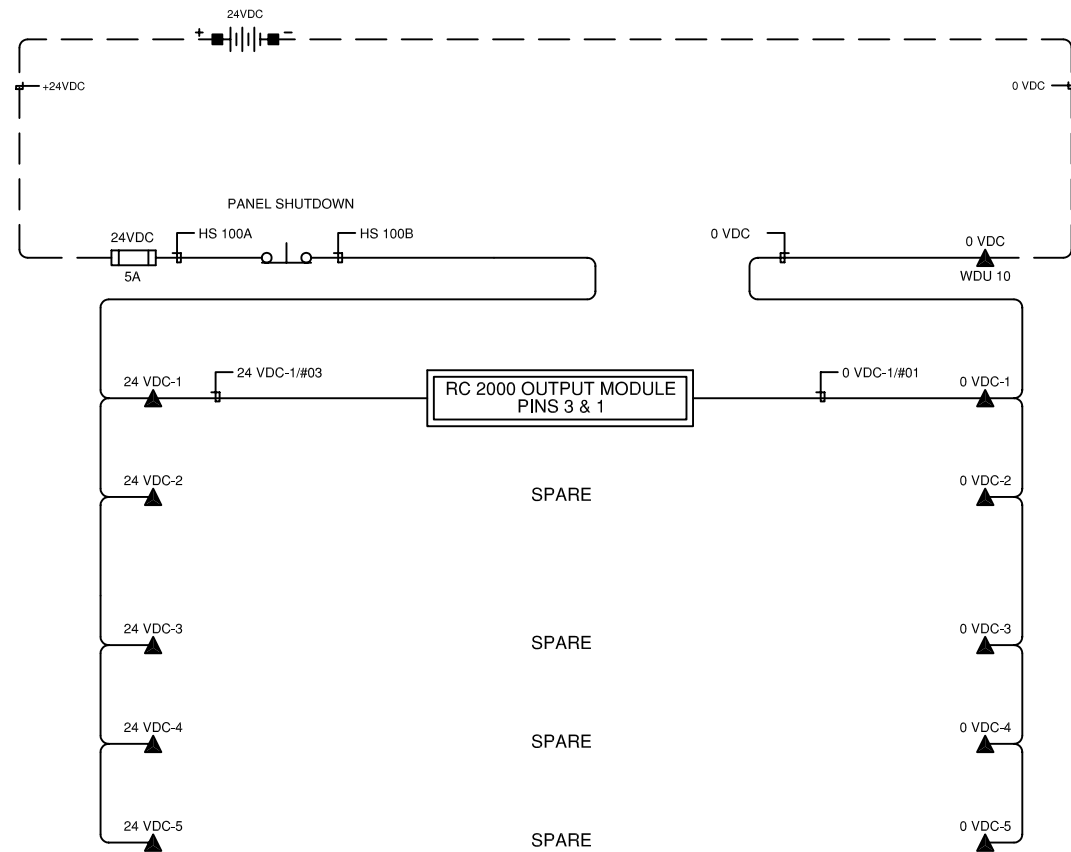 24VDC
+ −
+24VDC
0 VDC
PANEL SHUTDOWN
24VDC
HS 100A
HS 100B
0 VDC
0 VDC
5A
WDU 10
24 VDC-1
24 VDC-1/#03
RC 2000 OUTPUT MODULE
PINS 3 & 1
0 VDC-1/#01
0 VDC-1
24 VDC-2
SPARE
0 VDC-2
24 VDC-3
SPARE
0 VDC-3
24 VDC-4
SPARE
0 VDC-4
24 VDC-5
SPARE
0 VDC-5